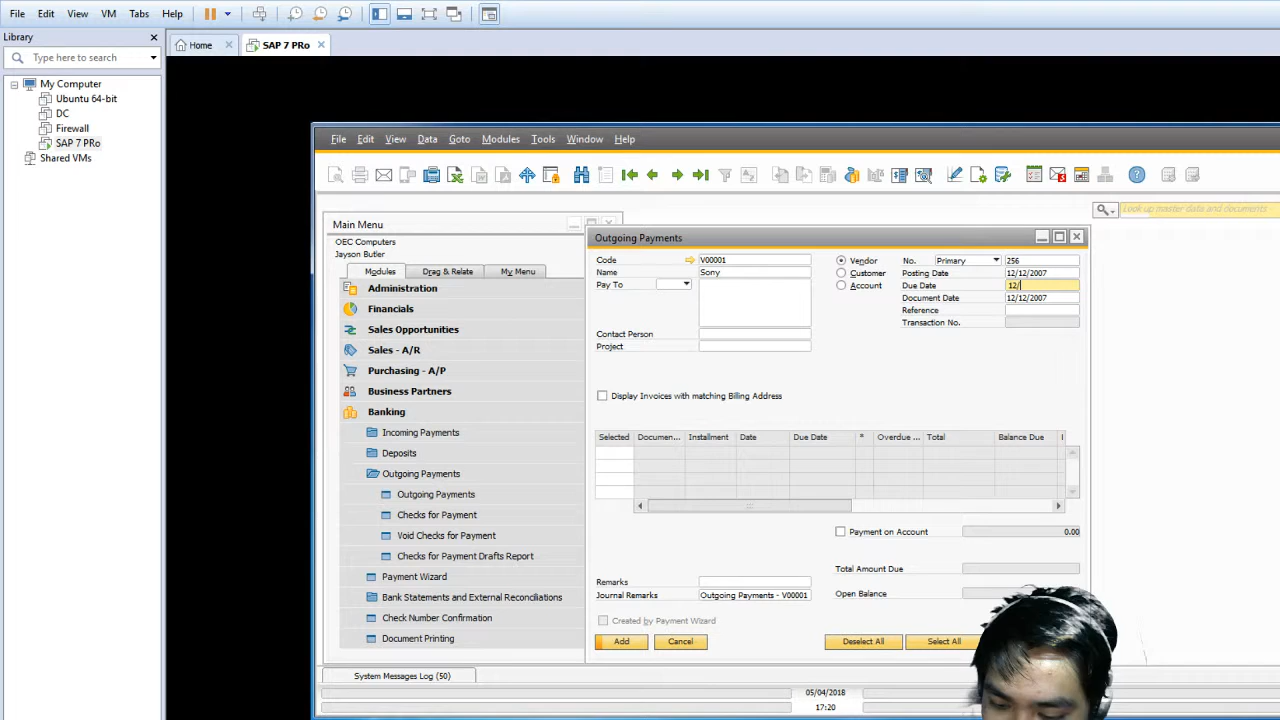 File Edit View VM Tabs Help
Library
Home
SAP 7 PRo
Type here to search
My Computer
Ubuntu 64-bit
DC
Firewall
SAP 7 PRo
Shared VMs
File Edit View Data Goto Modules Tools Window Help
Look up master data and documents
Main Menu
OEC Computers
Jayson Butler
Modules Drag & Relate My Menu
Administration
Financials
Sales Opportunities
Sales - A/R
Purchasing - A/P
Business Partners
Banking
Incoming Payments
Deposits
Outgoing Payments
Outgoing Payments
Checks for Payment
Void Checks for Payment
Checks for Payment Drafts Report
Payment Wizard
Bank Statements and External Reconciliations
Check Number Confirmation
Document Printing
Outgoing Payments
Code V00001
Name Sony
Pay To
Contact Person
Project
Vendor
Customer
Account
No. Primary 256
Posting Date 12/12/2007
Due Date 12/
Document Date 12/12/2007
Reference
Transaction No.
Display Invoices with matching Billing Address
Selected Documen... Installment Date Due Date * Overdue ... Total Balance Due
Payment on Account 0.00
Total Amount Due
Open Balance
Remarks
Journal Remarks Outgoing Payments - V00001
Created by Payment Wizard
Add Cancel Deselect All Select All
System Messages Log (50)
05/04/2018
17:20